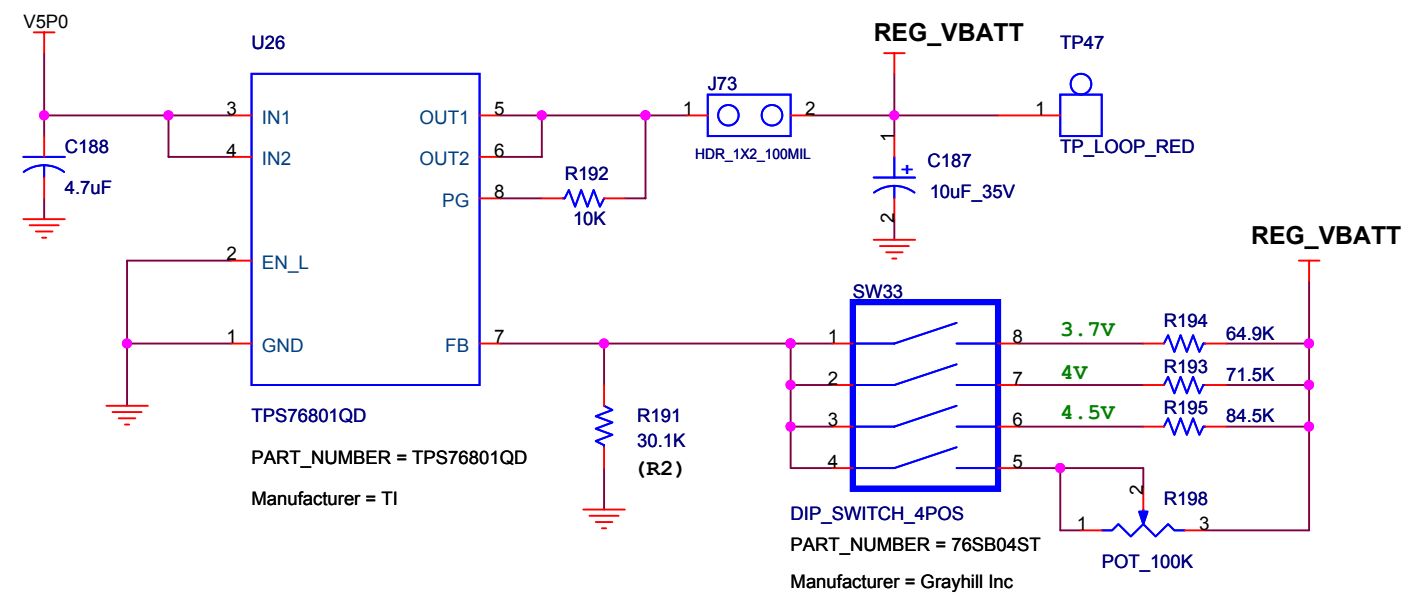 V5P0
U26
REG_VBATT
TP47
J73
3 IN1 OUT1 5 1 2 1
C188 4 IN2 OUT2 6 HDR_1X2_100MIL 1 TP_LOOP_RED
4.7uF R192 C187
PG 8 10K + 10uF_35V
2
REG_VBATT
2 EN_L
SW33
1 GND FB 7 1 8 3.7V R194 64.9K
2 7 4V R193 71.5K
TPS76801QD R191 3 6 4.5V R195 84.5K
30.1K
PART_NUMBER = TPS76801QD (R2) 4 5
2 R198
Manufacturer = TI
DIP_SWITCH_4POS 1 3
PART_NUMBER = 76SB04ST
POT_100K
Manufacturer = Grayhill Inc